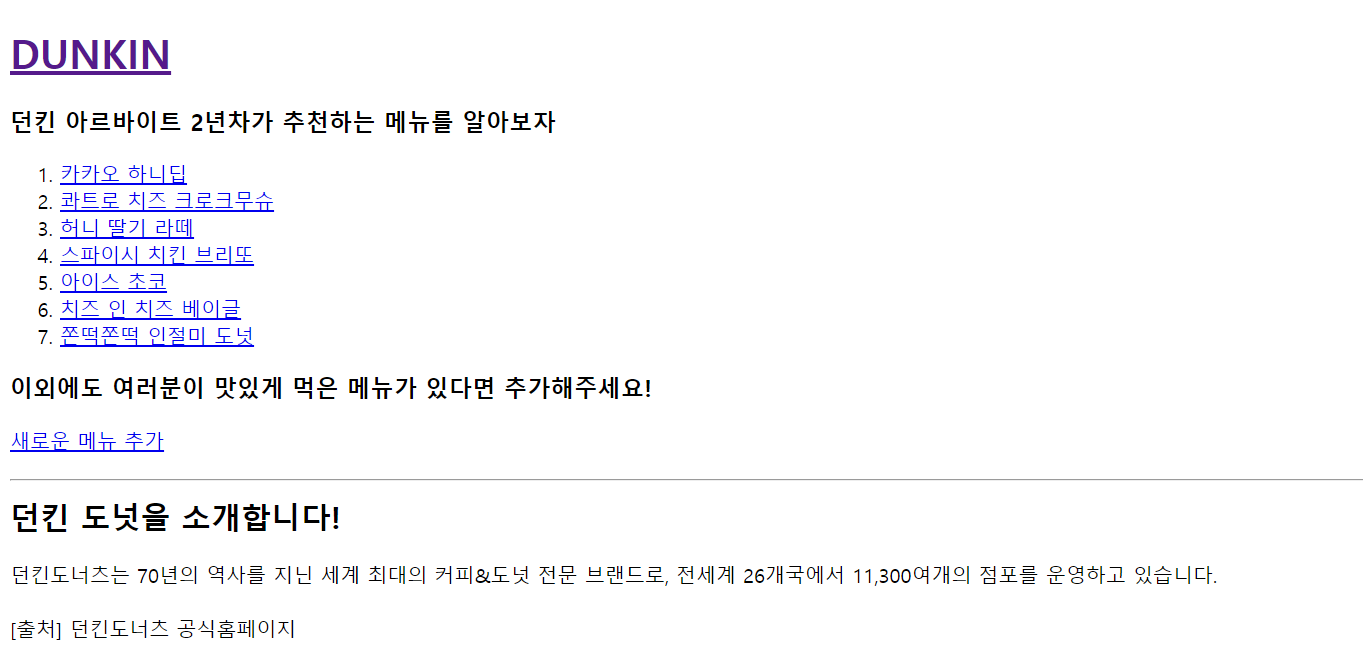 DUNKIN
던킨 아르바이트 2년차가 추천하는 메뉴를 알아보자
1. 카카오 하니딥
2. 콰트로 치즈 크로크무슈
3. 허니 딸기 라떼
4. 스파이시 치킨 브리또
5. 아이스 초코
6. 치즈 인 치즈 베이글
7. 쫀떡쫀떡 인절미 도넛
이외에도 여러분이 맛있게 먹은 메뉴가 있다면 추가해주세요!
새로운 메뉴 추가
던킨 도넛을 소개합니다!
던킨도너츠는 70년의 역사를 지닌 세계 최대의 커피&도넛 전문 브랜드로, 전세계 26개국에서 11,300여개의 점포를 운영하고 있습니다.
[출처] 던킨도너츠 공식홈페이지